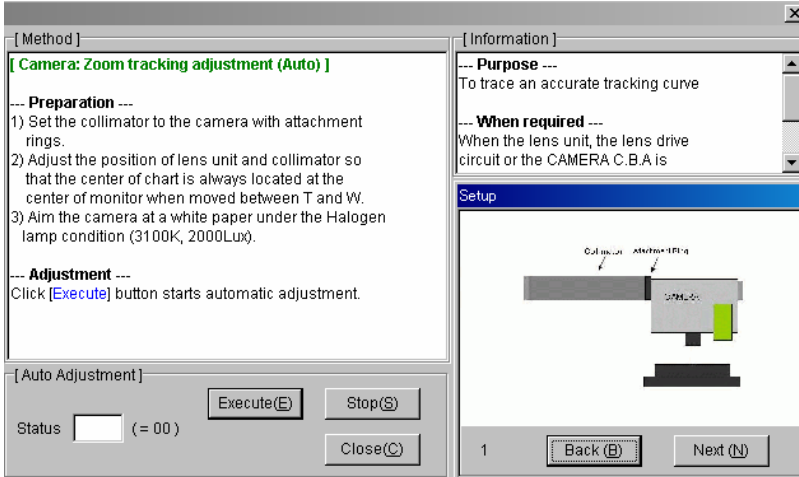 [ Method ]
[ Camera: Zoom tracking adjustment (Auto) ]
--- Preparation ---
1) Set the collimator to the camera with attachment
rings.
2) Adjust the position of lens unit and collimator so
that the center of chart is always located at the
center of monitor when moved between T and W.
3) Aim the camera at a white paper under the Halogen
lamp condition (3100K, 2000Lux).
--- Adjustment ---
Click [Execute] button starts automatic adjustment.
[ Auto Adjustment ]
Status (= 00 )
Execute(E)
Stop(S)
Close(C)
[ Information ]
--- Purpose ---
To trace an accurate tracking curve
--- When required ---
When the lens unit, the lens drive
circuit or the CAMERA C.B.A is
Setup
Collimator Attachment Ring
CAMERA
1
Back (B)
Next (N)